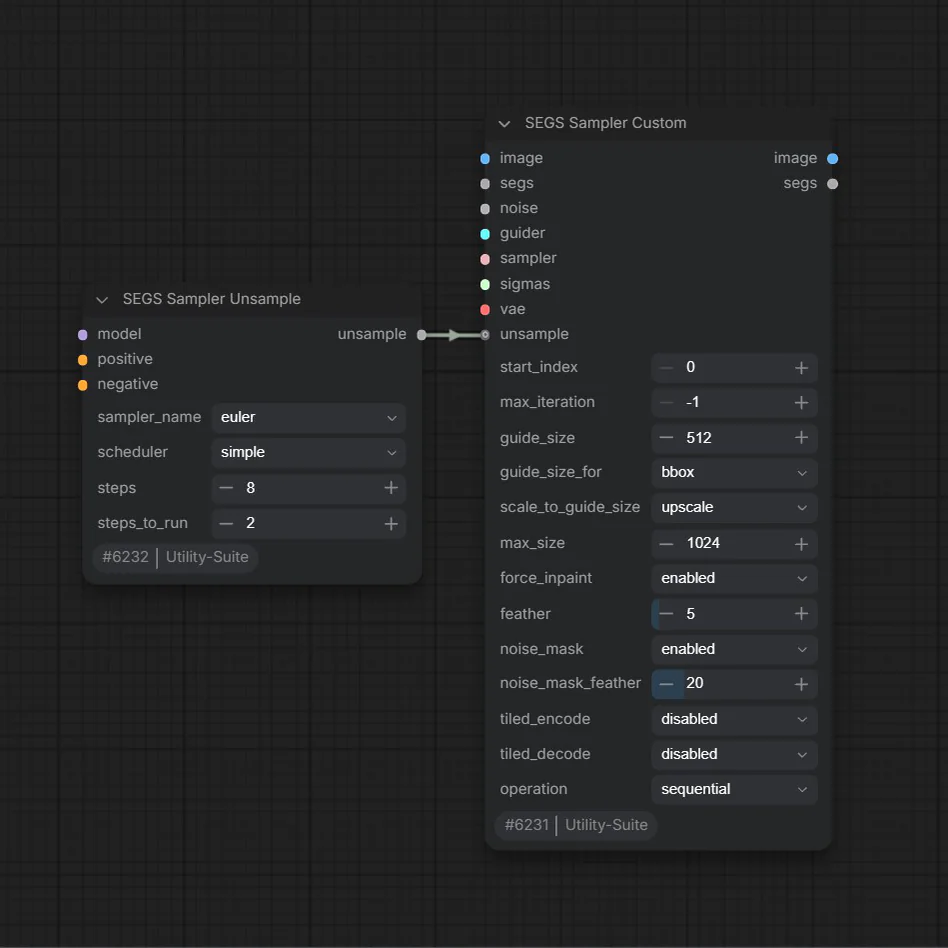 SEGS Sampler Custom
image image
segs segs
noise
guider
sampler
sigmas
vae
unsample
start_index 0
max_iteration -1
guide_size 512
guide_size_for bbox
scale_to_guide_size upscale
max_size 1024
force_inpaint enabled
feather 5
noise_mask enabled
noise_mask_feather 20
tiled_encode disabled
tiled_decode disabled
operation sequential
#6231 | Utility-Suite
SEGS Sampler Unsample
model unsample
positive
negative
sampler_name euler
scheduler simple
steps 8
steps_to_run 2
#6232 | Utility-Suite